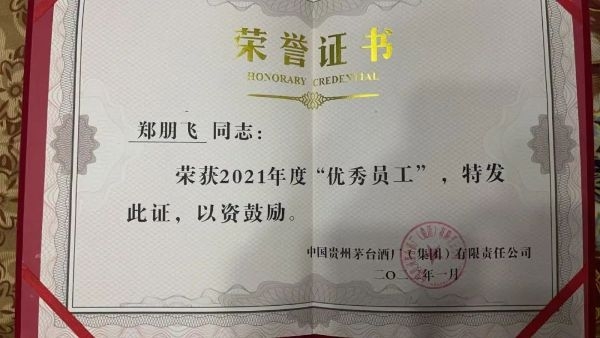 荣誉证书
HONORARY CREDENTIAL
郑朋飞 同志：
荣获2021年度“优秀员工”，特发
此证，以资鼓励。
中国贵州茅台酒厂（集团）有限责任公司
二〇二二年一月